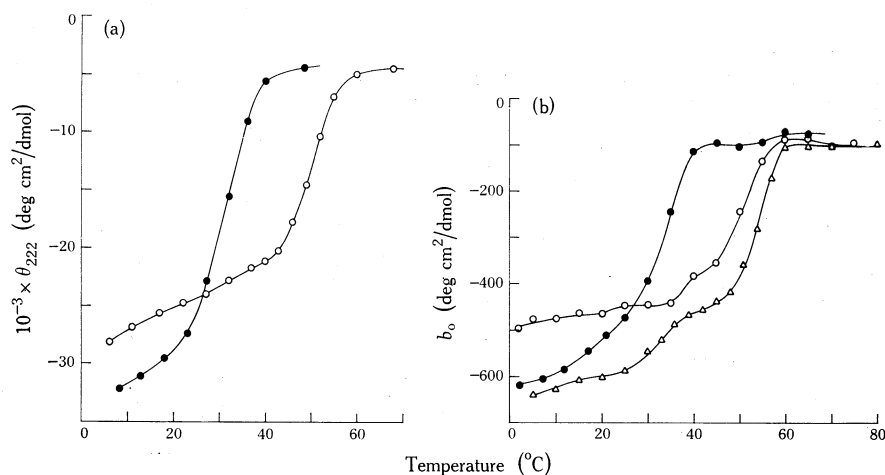 (a)
0
−10
−20
−30
10⁻³ × θ₂₂₂ (deg cm²/dmol)
0 20 40 60
(b)
0
−200
−400
−600
b₀ (deg cm²/dmol)
0 20 40 60 80
Temperature (°C)